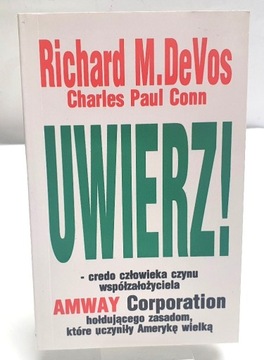 Richard M.DeVos
Charles Paul Conn
UWIERZ!
- credo człowieka czynu
współzałożyciela
AMWAY Corporation
hołdującego zasadom,
które uczyniły Amerykę wielką